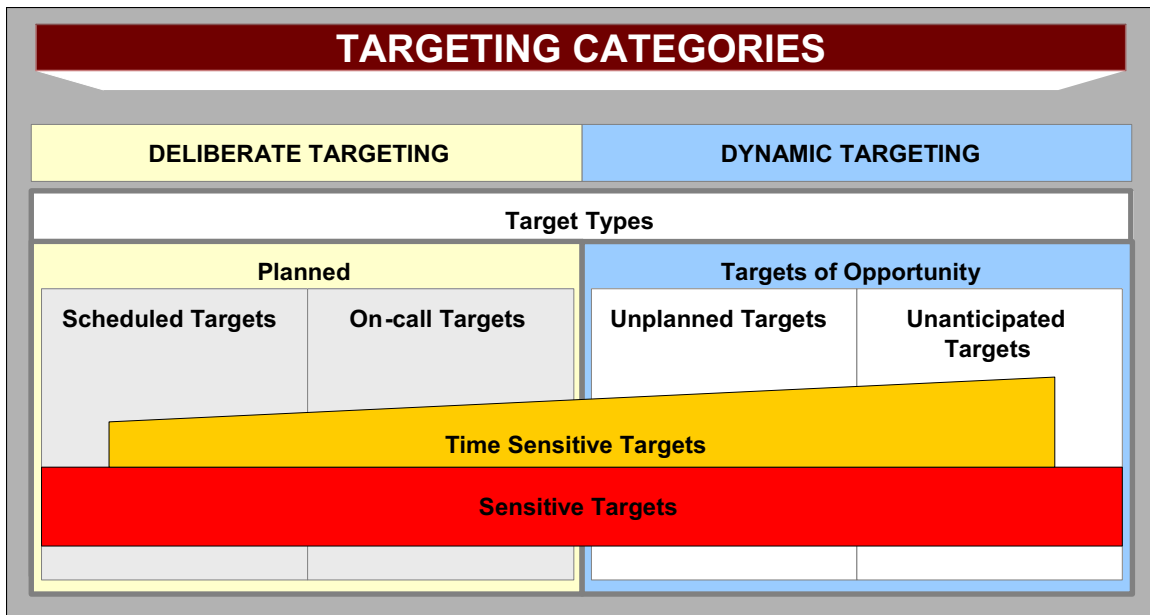 TARGETING CATEGORIES
DELIBERATE TARGETING
DYNAMIC TARGETING
Target Types
Planned
Targets of Opportunity
Scheduled Targets
On-call Targets
Unplanned Targets
Unanticipated
Targets
Time Sensitive Targets
Sensitive Targets